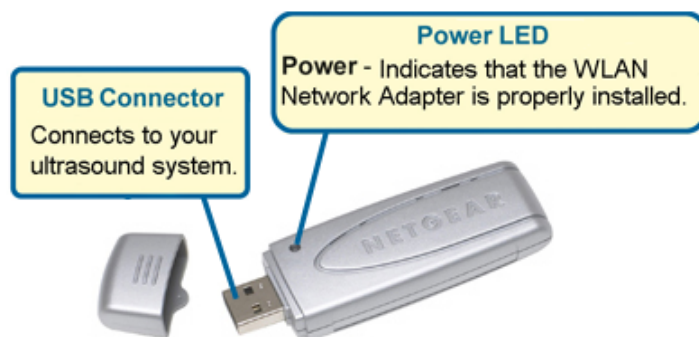 USB Connector
Connects to your
ultrasound system.
Power LED
Power - Indicates that the WLAN
Network Adapter is properly installed.
NETGEAR